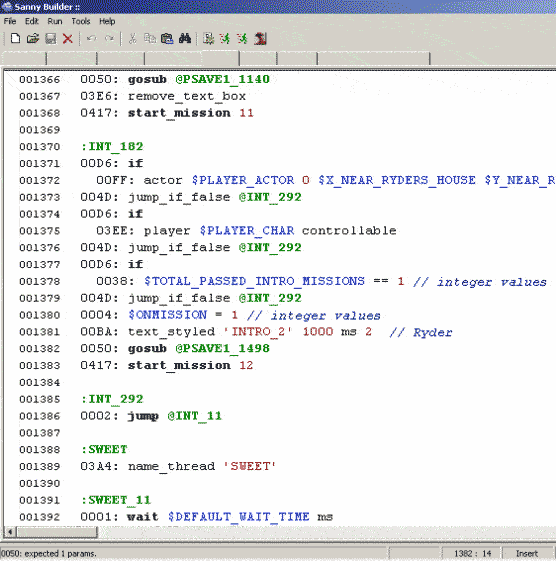 Sanny Builder ::
File Edit Run Tools Help
001366 0050: gosub @PSAVE1_1140
001367 03E6: remove_text_box
001368 0417: start_mission 11
001369
001370 :INT_182
001371 00D6: if
001372 00FF: actor $PLAYER_ACTOR 0 $X_NEAR_RYDERS_HOUSE $Y_NEAR_R
001373 004D: jump_if_false @INT_292
001374 00D6: if
001375 03EE: player $PLAYER_CHAR controllable
001376 004D: jump_if_false @INT_292
001377 00D6: if
001378 0038: $TOTAL_PASSED_INTRO_MISSIONS == 1 // integer values
001379 004D: jump_if_false @INT_292
001380 0004: $ONMISSION = 1 // integer values
001381 00BA: text_styled 'INTRO_2' 1000 ms 2 // Ryder
001382 0050: gosub @PSAVE1_1498
001383 0417: start_mission 12
001384
001385 :INT_292
001386 0002: jump @INT_11
001387
001388 :SWEET
001389 03A4: name_thread 'SWEET'
001390
001391 :SWEET_11
001392 0001: wait $DEFAULT_WAIT_TIME ms
0050: expected 1 params. 1382 : 14 Insert